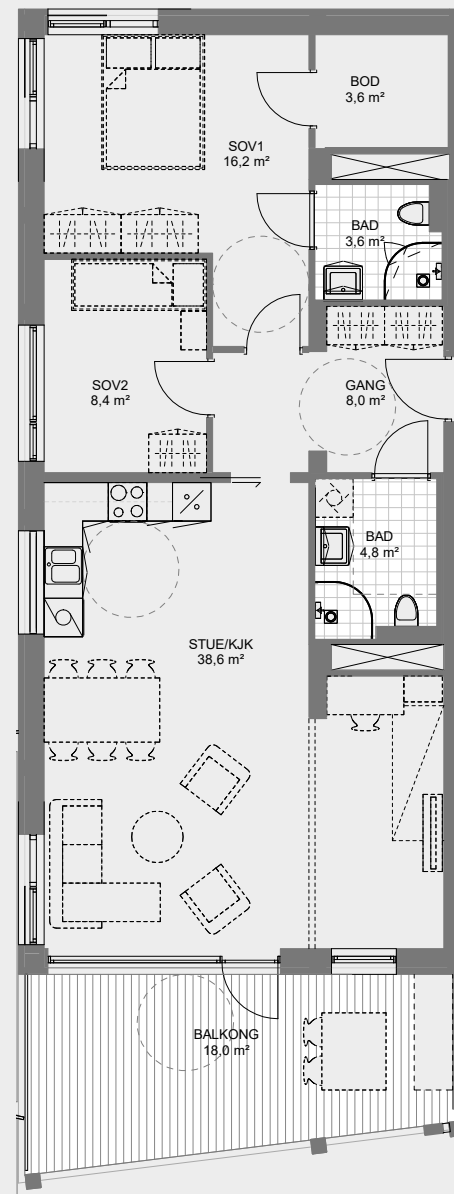 BOD
3,6 m²
SOV1
16,2 m²
BAD
3,6 m²
SOV2
8,4 m²
GANG
8,0 m²
BAD
4,8 m²
STUE/KJK
38,6 m²
BALKONG
18,0 m²